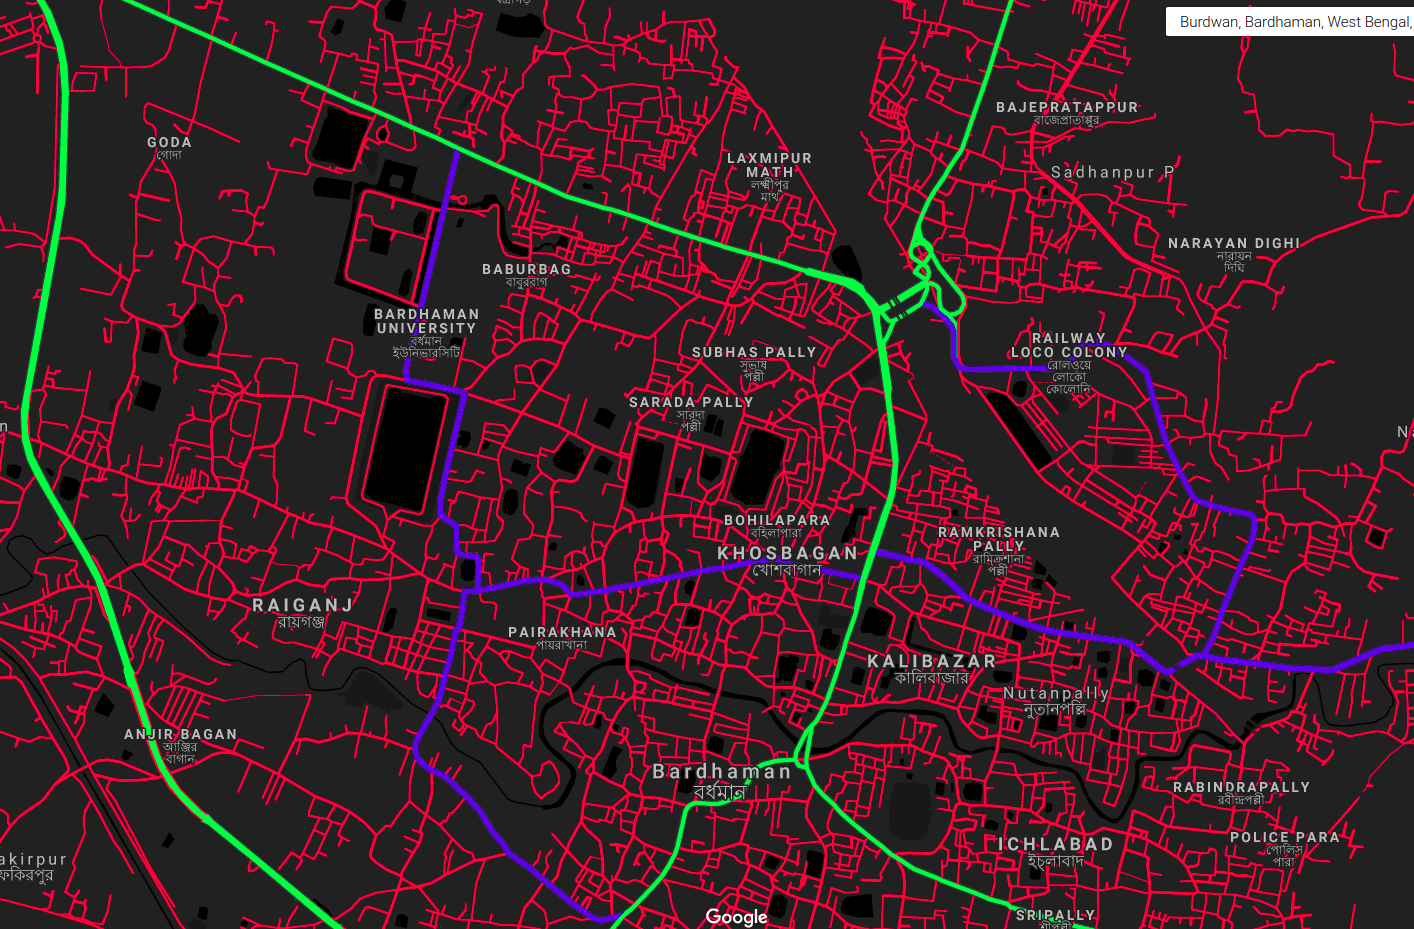 Burdwan, Bardhaman, West Bengal,
BAJEPRATAPPUR
বাজেপ্রতাপপুর
GODA
গোদা
LAXMIPUR
MATH
লক্ষ্মীপুর
মাঠ
Sadhanpur P
NARAYAN DIGHI
নারায়ন
দিঘি
BABURBAG
বাবুরবাগ
BARDHAMAN
UNIVERSITY
বর্ধমান
ইউনিভারসিটি
SUBHAS PALLY
সুভাষ
পল্লী
RAILWAY
LOCO COLONY
রেলওয়ে
লোকো
কোলোনি
SARADA PALLY
সারদা
পল্লী
BOHILAPARA
বহিলাপারা
KHOSBAGAN
খোশবাগান
RAMKRISHANA
PALLY
পল্লী
RAIGANJ
রায়গঞ্জ
PAIRAKHANA
পায়রাখানা
KALIBAZAR
কালিবাজার
Nutanpally
নুতানপল্লি
ANJIR BAGAN
আঞ্জির
বাগান
Bardhaman
বর্ধমান
RABINDRAPALLY
রবীন্দ্রপল্লী
ICHLABAD
ইছলাবাদ
POLICE PARA
পোলিস
পারা
akirpur
ফকিরপুর
Google
SRIPALLY